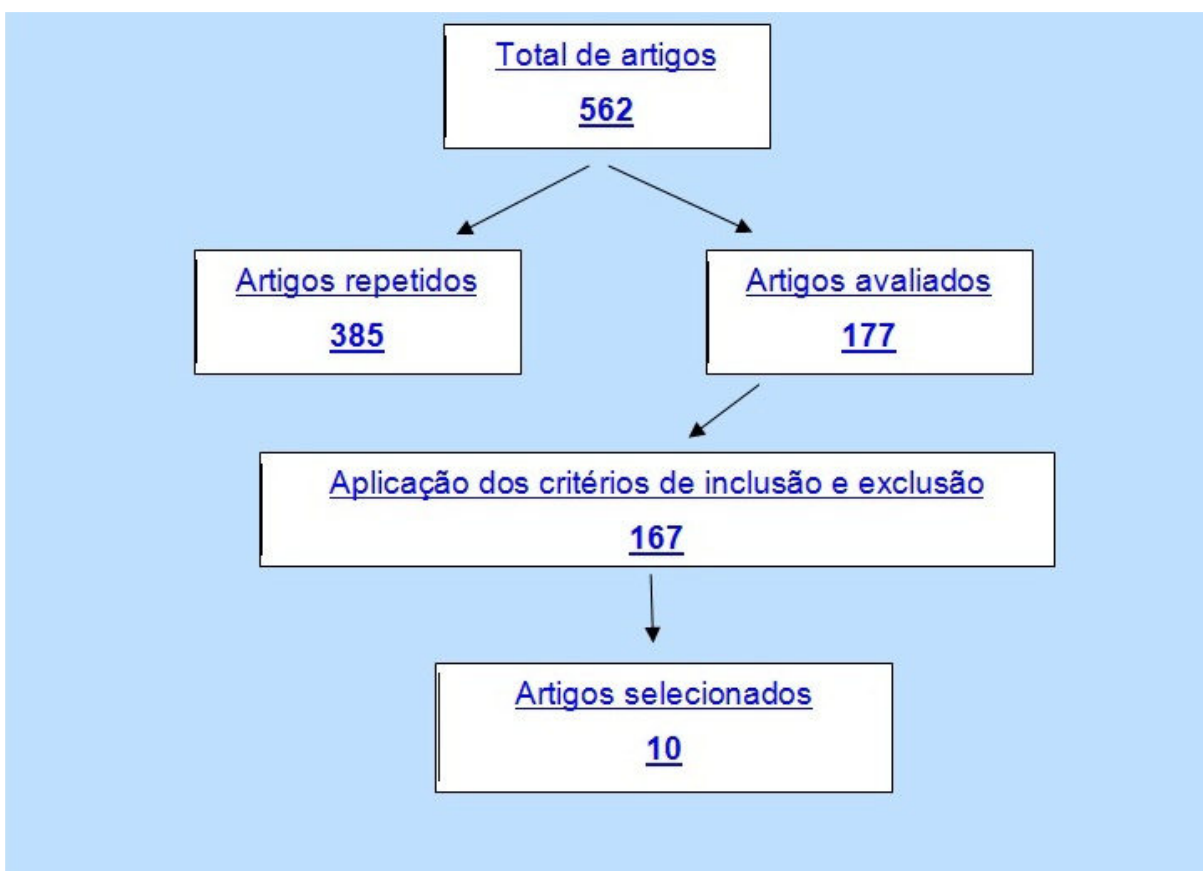 Total de artigos
562
Artigos repetidos
385
Artigos avaliados
177
Aplicação dos critérios de inclusão e exclusão
167
Artigos selecionados
10